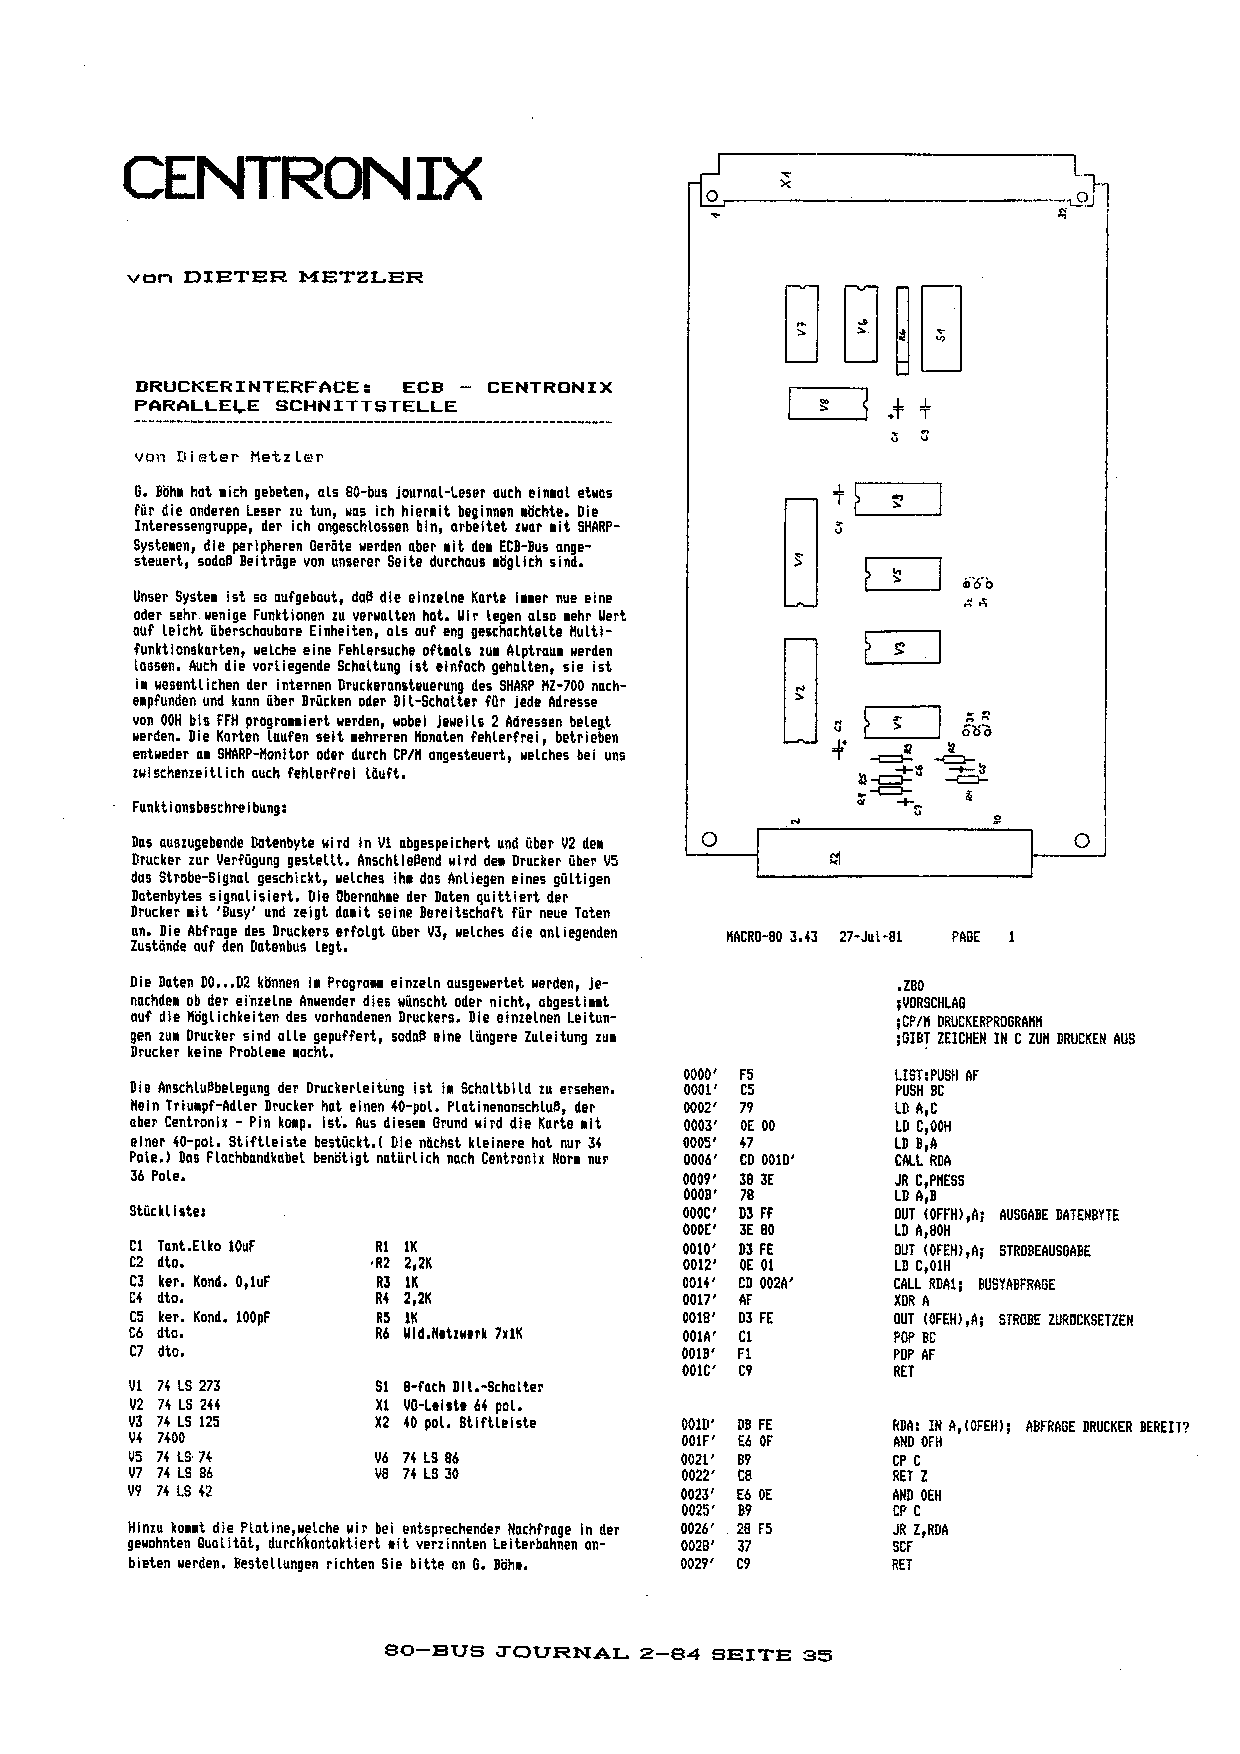 CENTRONIX
von DIETER METZLER
DRUCKERINTERFACE: ECB - CENTRONIX
PARALLELE SCHNITTSTELLE
von Dieter Metzler
G. Böhm hat mich gebeten, als 80-bus journal-Leser auch einmal etwas
für die anderen Leser zu tun, was ich hiermit beginnen möchte. Die
Interessengruppe, der ich angeschlossen bin, arbeitet zwar mit SHARP-
Systemen, die peripheren Geräte werden aber mit dem ECB-Bus ange-
steuert, sodaß Beiträge von unserer Seite durchaus möglich sind.
Unser System ist so aufgebaut, daß die einzelne Karte immer nue eine
oder sehr wenige Funktionen zu verwalten hat. Wir legen also mehr Wert
auf leicht überschaubare Einheiten, als auf eng geschachtelte Multi-
funktionskarten, welche eine Fehlersuche oftmals zum Alptraum werden
lassen. Auch die vorliegende Schaltung ist einfach gehalten, sie ist
im wesentlichen der internen Druckeransteuerung des SHARP MZ-700 nach-
empfunden und kann über Brücken oder Dil-Schalter für jede Adresse
von 00H bis FFH programmiert werden, wobei jeweils 2 Adressen belegt
werden. Die Karten laufen seit mehreren Monaten fehlerfrei, betrieben
entweder am SHARP-Monitor oder durch CP/M angesteuert, welches bei uns
zwischenzeitlich auch fehlerfrei läuft.
Funktionsbeschreibung:
Das auszugebende Datenbyte wird in V1 abgespeichert und über V2 dem
Drucker zur Verfügung gestellt. Anschließend wird dem Drucker über V5
das Strobe-Signal geschickt, welches ihm das Anliegen eines gültigen
Datenbytes signalisiert. Die Übernahme der Daten quittiert der
Drucker mit 'Busy' und zeigt damit seine Bereitschaft für neue Taten
an. Die Abfrage des Druckers erfolgt über V3, welches die anliegenden
Zustände auf den Datenbus legt.
Die Daten D0...D2 können im Programm einzeln ausgewertet werden, je-
nachdem ob der einzelne Anwender dies wünscht oder nicht, abgestimmt
auf die Möglichkeiten des vorhandenen Druckers. Die einzelnen Leitun-
gen zum Drucker sind alle gepuffert, sodaß eine längere Zuleitung zum
Drucker keine Probleme macht.
Die Anschlußbelegung der Druckerleitung ist im Schaltbild zu ersehen.
Mein Triumpf-Adler Drucker hat einen 40-pol. Platinenanschluß, der
aber Centronix - Pin komp. ist. Aus diesem Grund wird die Karte mit
einer 40-pol. Stiftleiste bestückt.( Die nächst kleinere hat nur 34
Pole.) Das Flachbandkabel benötigt natürlich nach Centronix Norm nur
36 Pole.
Stückliste:
C1 Tant.Elko 10uF R1 1K
C2 dto. R2 2,2K
C3 ker. Kond. 0,1uF R3 1K
C4 dto. R4 2,2K
C5 ker. Kond. 100pF R5 1K
C6 dto. R6 Wid.Netzwerk 7x1K
C7 dto.
V1 74 LS 273 S1 8-fach Dil.-Schalter
V2 74 LS 244 X1 VG-Leiste 64 pol.
V3 74 LS 125 X2 40 pol. Stiftleiste
V4 7400
V5 74 LS 74 V6 74 LS 86
V7 74 LS 86 V8 74 LS 30
V9 74 LS 42
Hinzu kommt die Platine,welche wir bei entsprechender Nachfrage in der
gewohnten Qualität, durchkontaktiert mit verzinnten Leiterbahnen an-
bieten werden. Bestellungen richten Sie bitte an G. Böhm.
X1
1 32
V7 V6 R6 S1
V8
C1 C3
C4 V9
V1 V5
J2 J1
V3
V2 C2 V4
R3 R5
C6 C5
R1 R4
C7
2
X2
MACRO-80 3.43 27-Jul-81 PAGE 1
.Z80
;VORSCHLAG
;CP/M DRUCKERPROGRAMM
;GIBT ZEICHEN IN C ZUM DRUCKEN AUS
0000' F5 LIST:PUSH AF
0001' C5 PUSH BC
0002' 79 LD A,C
0003' 0E 00 LD C,00H
0005' 47 LD B,A
0006' CD 001D' CALL RDA
0009' 38 3E JR C,PMESS
000B' 78 LD A,B
000C' D3 FF OUT (0FFH),A; AUSGABE DATENBYTE
000E' 3E 80 LD A,80H
0010' D3 FE OUT (0FEH),A; STROBEAUSGABE
0012' 0E 01 LD C,01H
0014' CD 002A' CALL RDA1; BUSYABFRAGE
0017' AF XOR A
0018' D3 FE OUT (0FEH),A; STROBE ZURÜCKSETZEN
001A' C1 POP BC
001B' F1 POP AF
001C' C9 RET
001D' DB FE RDA: IN A,(0FEH); ABFRAGE DRUCKER BEREIT?
001F' E6 0F AND 0FH
0021' B9 CP C
0022' C8 RET Z
0023' E6 0E AND 0EH
0025' B9 CP C
0026' 28 F5 JR Z,RDA
0028' 37 SCF
0029' C9 RET
80-BUS JOURNAL 2-84 SEITE 35